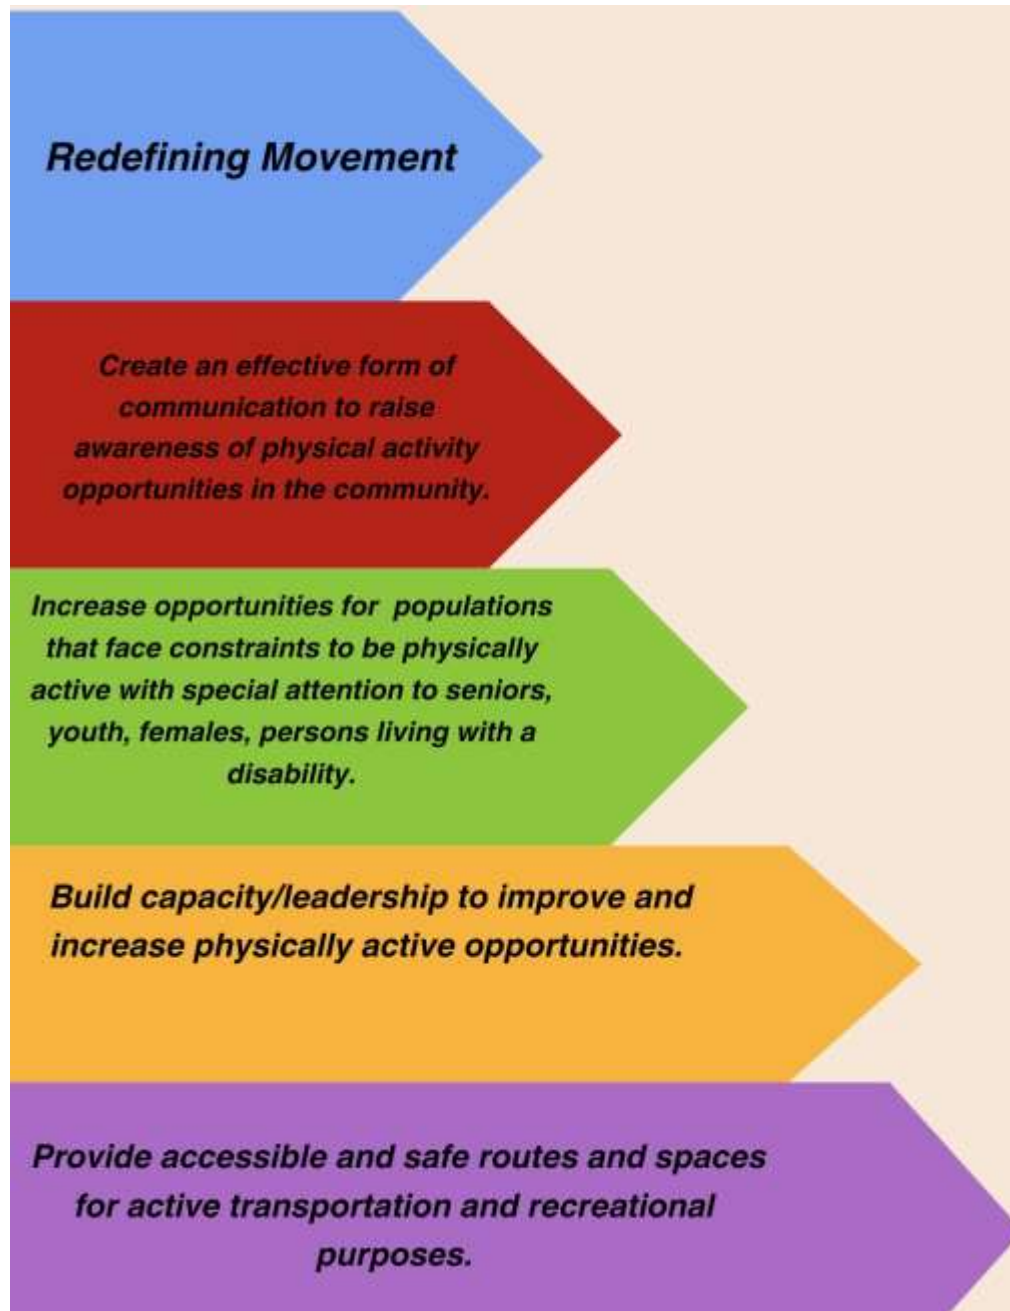 Redefining Movement
Create an effective form of
communication to raise
awareness of physical activity
opportunities in the community.
Increase opportunities for  populations
that face constraints to be physically
active with special attention to seniors,
youth, females, persons living with a
disability.
Build capacity/leadership to improve and
increase physically active opportunities.
Provide accessible and safe routes and spaces
for active transportation and recreational
purposes.